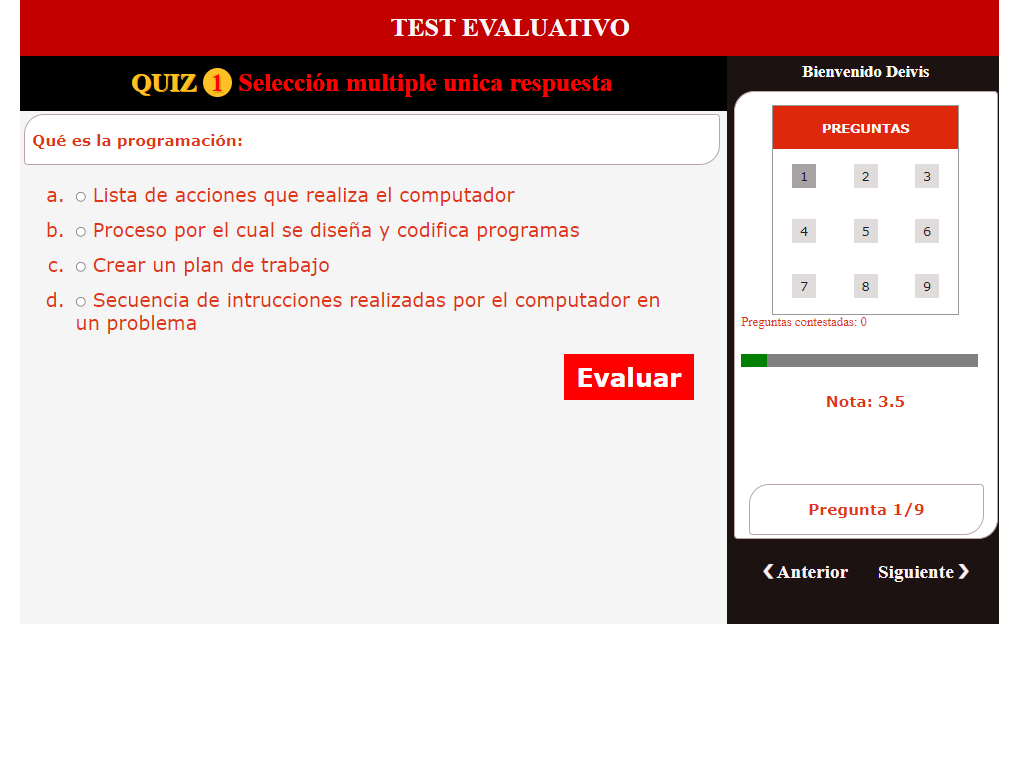 TEST EVALUATIVO
QUIZ 1 Selección multiple unica respuesta
Qué es la programación:
a. Lista de acciones que realiza el computador
b. Proceso por el cual se diseña y codifica programas
c. Crear un plan de trabajo
d. Secuencia de intrucciones realizadas por el computador en
un problema
Evaluar
Bienvenido Deivis
PREGUNTAS
1 2 3
4 5 6
7 8 9
Preguntas contestadas: 0
Nota: 3.5
Pregunta 1/9
❮ Anterior Siguiente ❯